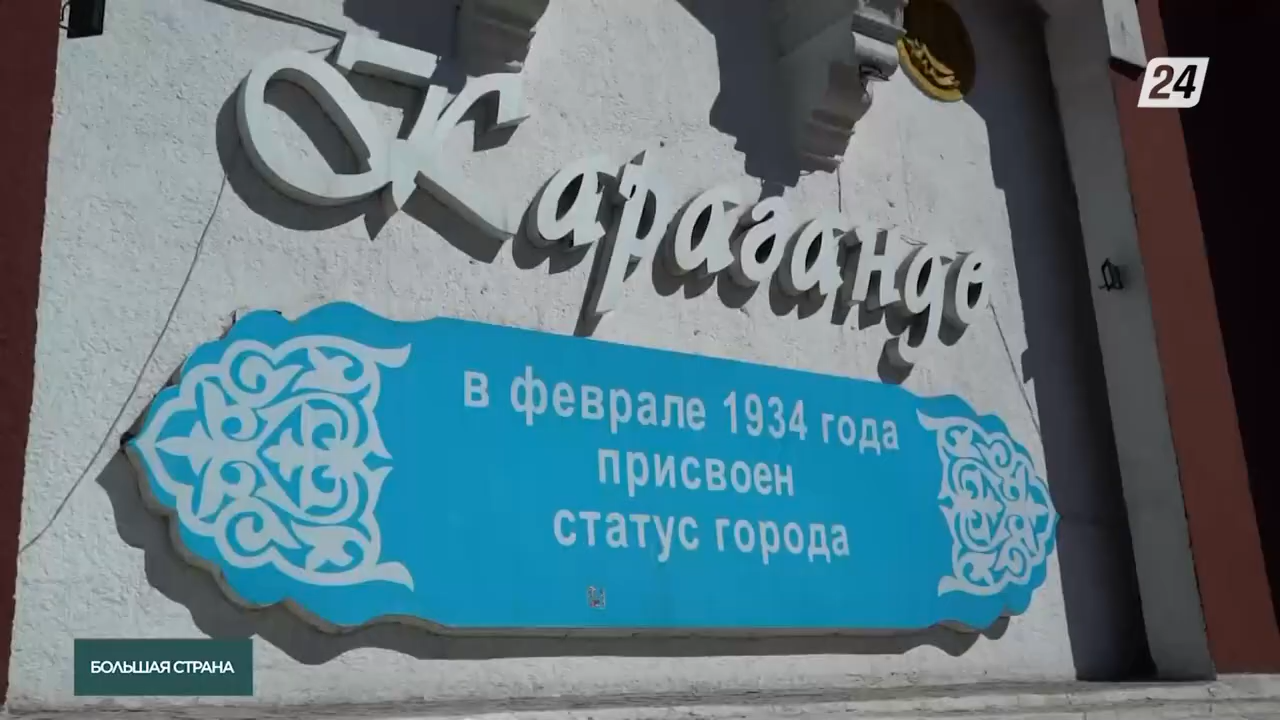 24
Караганде
в феврале 1934 года
присвоен
статус города
БОЛЬШАЯ СТРАНА